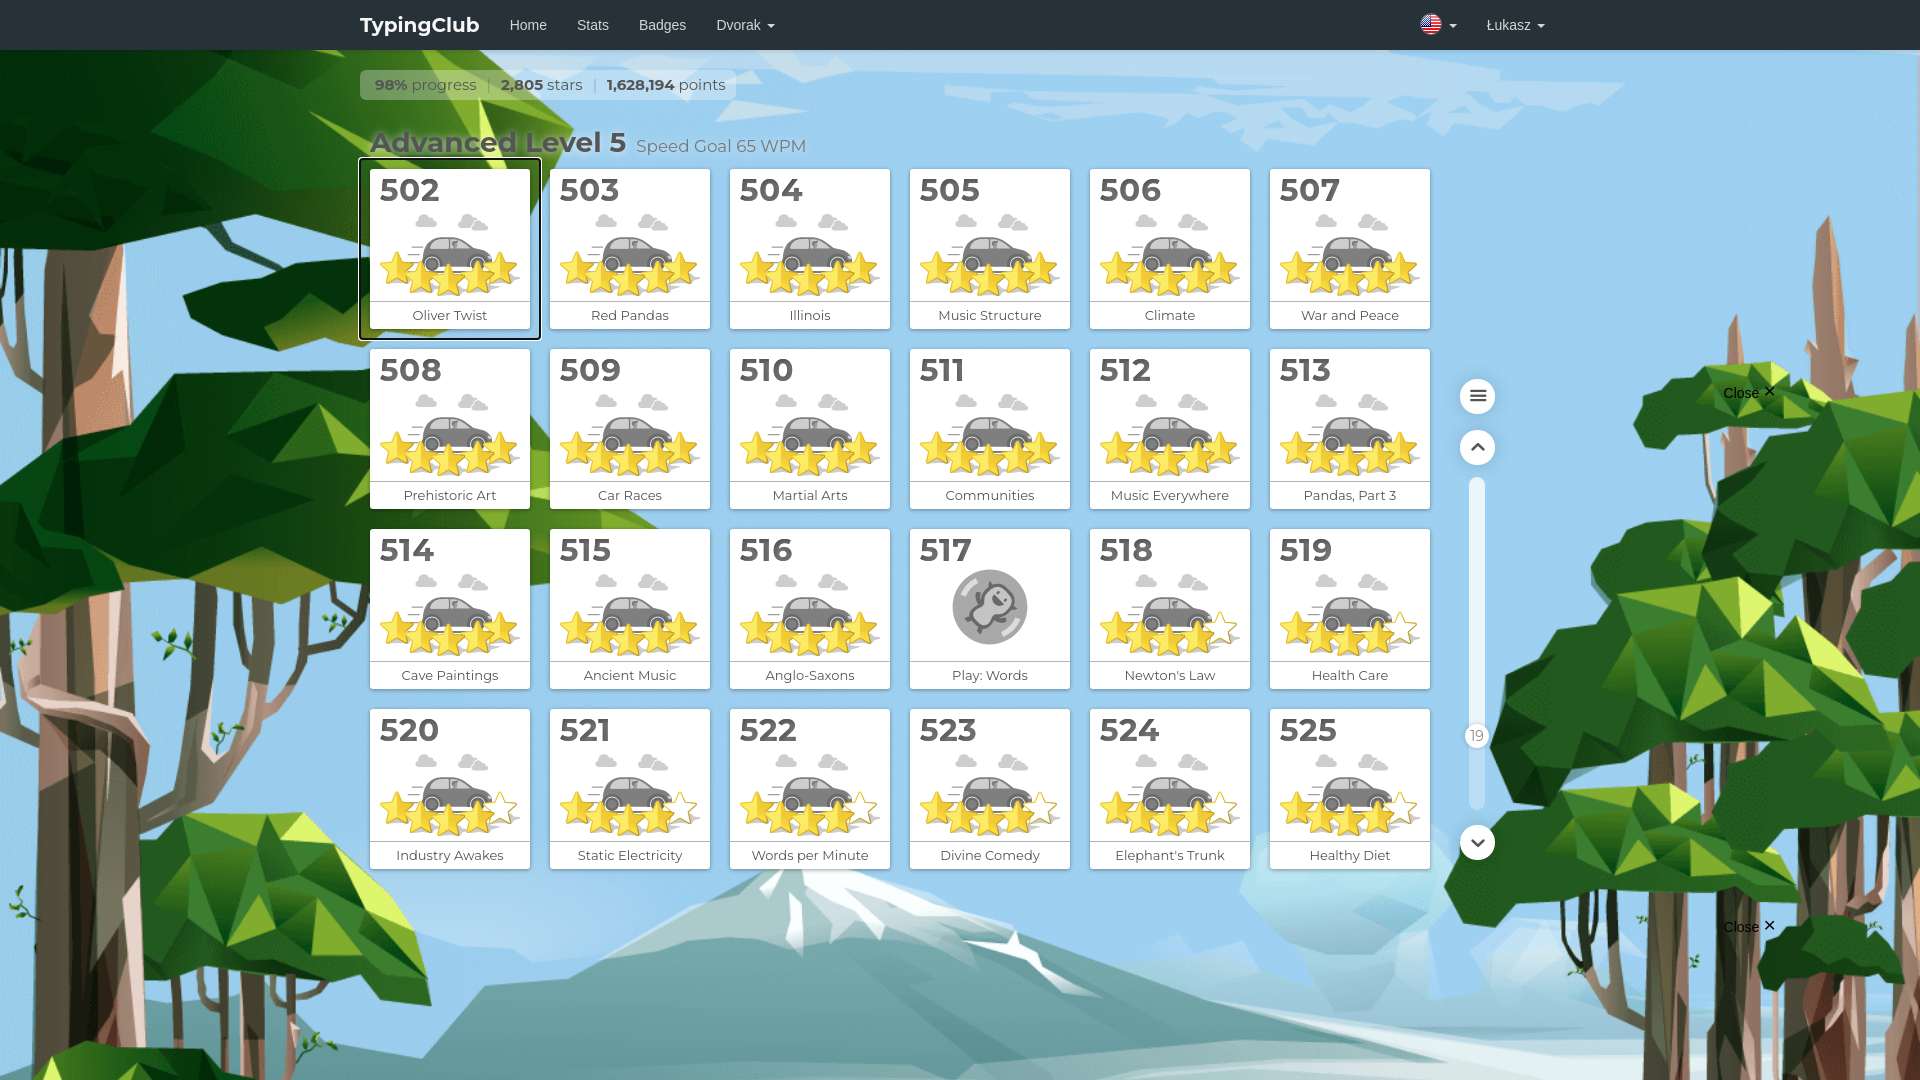 TypingClub Home Stats Badges Dvorak Łukasz
98% progress | 2,805 stars | 1,628,194 points
Advanced Level 5 Speed Goal 65 WPM
502 503 504 505 506 507
Oliver Twist Red Pandas Illinois Music Structure Climate War and Peace
508 509 510 511 512 513
Close ×
Prehistoric Art Car Races Martial Arts Communities Music Everywhere Pandas, Part 3
514 515 516 517 518 519
Cave Paintings Ancient Music Anglo-Saxons Play: Words Newton's Law Health Care
520 521 522 523 524 525
19
Industry Awakes Static Electricity Words per Minute Divine Comedy Elephant's Trunk Healthy Diet
Close ×